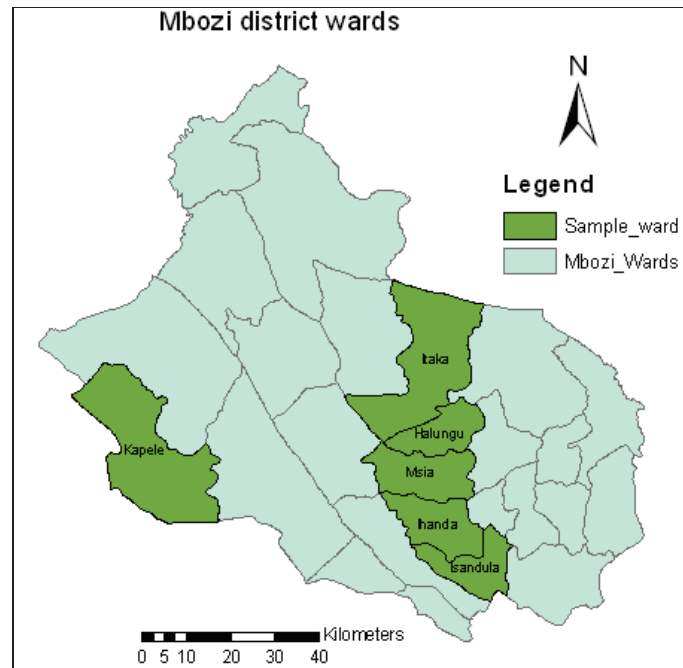 Mbozi district wards
N
Legend
Sample_ward
Mbozi_Wards
Itaka
Halungu
Kapele
Msia
Ihanda
Isandula
Kilometers
0 5 10 20 30 40